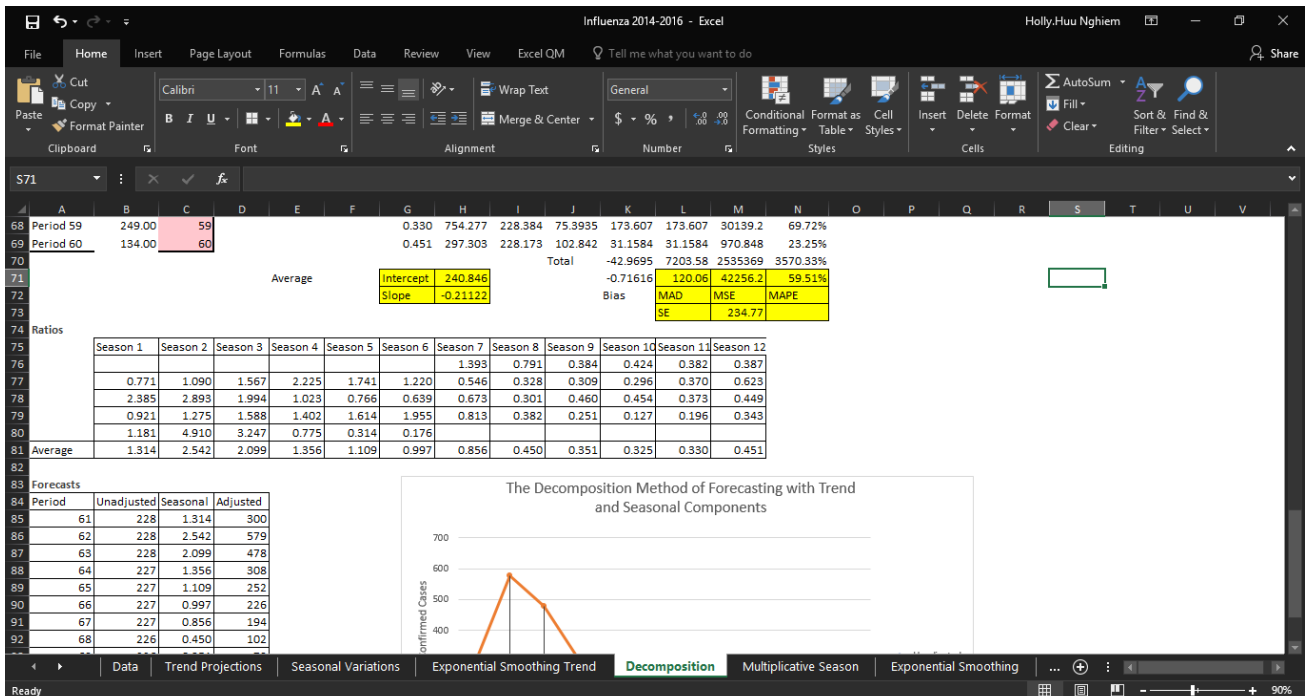 Influenza 2014-2016 - Excel
Holly.Huu Nghiem
File Home Insert Page Layout Formulas Data Review View Excel QM Tell me what you want to do Share
Cut
Copy
Format Painter
Paste
Clipboard
Calibri 11 A A
B I U A
Font
Wrap Text
Merge & Center
Alignment
General
$ % , .00 .00
Number
Conditional Formatting Format as Table Cell Styles
Styles
Insert Delete Format
Cells
AutoSum
Fill
Clear
Sort & Filter Find & Select
Editing
S71 fx
A B C D E F G H I J K L M N O P Q R S T U V
68 Period 59 249.00 59 0.330 754.277 228.384 75.3935 173.607 173.607 30139.2 69.72%
69 Period 60 134.00 60 0.451 297.303 228.173 102.842 31.1584 31.1584 970.848 23.25%
70 Total -42.9695 7203.58 2535369 3570.33%
71 Average Intercept 240.846 -0.71616 120.06 42256.2 59.51%
72 Slope -0.21122 Bias MAD MSE MAPE
73 SE 234.77
74 Ratios
75 Season 1 Season 2 Season 3 Season 4 Season 5 Season 6 Season 7 Season 8 Season 9 Season 10 Season 11 Season 12
76 1.393 0.791 0.384 0.424 0.382 0.387
77 0.771 1.090 1.567 2.225 1.741 1.220 0.546 0.328 0.309 0.296 0.370 0.623
78 2.385 2.893 1.994 1.023 0.766 0.639 0.673 0.301 0.460 0.454 0.373 0.449
79 0.921 1.275 1.588 1.402 1.614 1.955 0.813 0.382 0.251 0.127 0.196 0.343
80 1.181 4.910 3.247 0.775 0.314 0.176
81 Average 1.314 2.542 2.099 1.356 1.109 0.997 0.856 0.450 0.351 0.325 0.330 0.451
82
83 Forecasts
84 Period Unadjusted Seasonal Adjusted
85 61 228 1.314 300
86 62 228 2.542 579
87 63 228 2.099 478
88 64 227 1.356 308
89 65 227 1.109 252
90 66 227 0.997 226
91 67 227 0.856 194
92 68 226 0.450 102
The Decomposition Method of Forecasting with Trend
and Seasonal Components
700
600
500
400
Data Trend Projections Seasonal Variations Exponential Smoothing Trend Decomposition Multiplicative Season Exponential Smoothing ...
Ready 90%